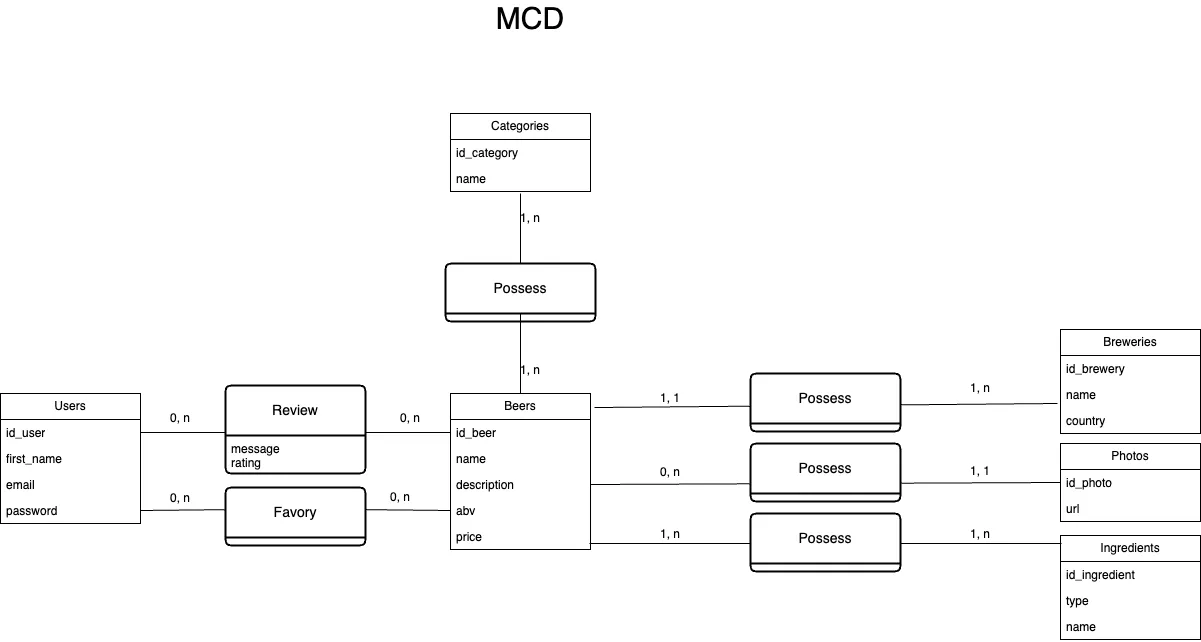 MCD
Categories
id_category
name
1, n
Possess
1, n
Users
id_user
first_name
email
password
0, n
0, n
Review
message
rating
Favory
0, n
0, n
Beers
id_beer
name
description
abv
price
1, 1
0, n
1, n
Possess
Possess
Possess
1, n
1, 1
1, n
Breweries
id_brewery
name
country
Photos
id_photo
url
Ingredients
id_ingredient
type
name